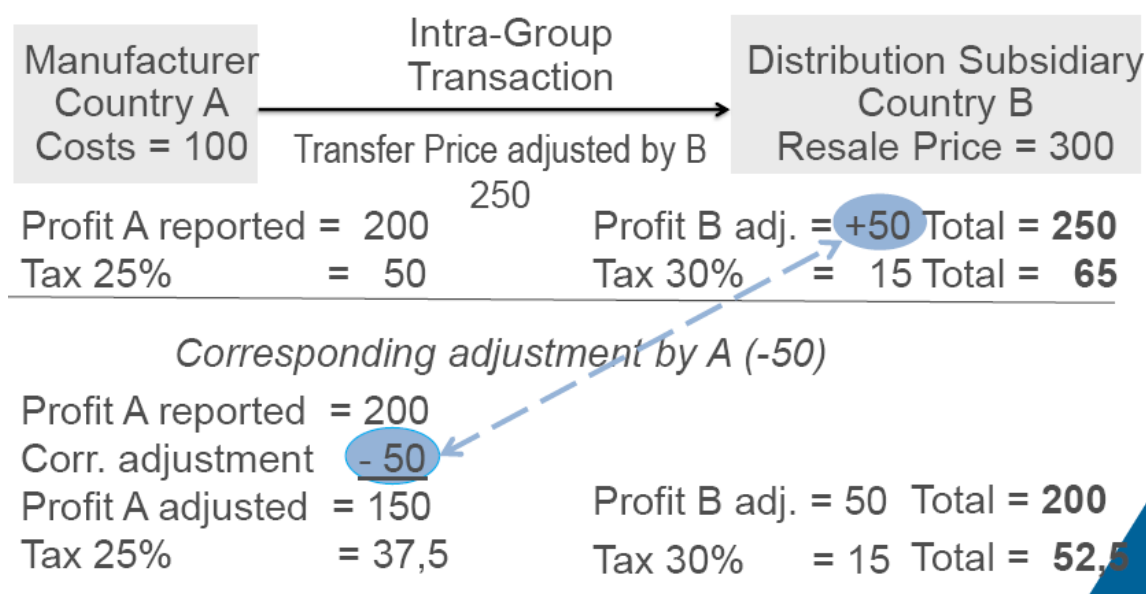 Manufacturer
Country A
Costs = 100
Intra-Group
Transaction
Transfer Price adjusted by B
250
Distribution Subsidiary
Country B
Resale Price = 300
Profit A reported = 200
Profit B adj. = +50 Total = 250
Tax 25% = 50
Tax 30% = 15 Total = 65
Corresponding adjustment by A (-50)
Profit A reported = 200
Corr. adjustment - 50
Profit A adjusted = 150
Profit B adj. = 50 Total = 200
Tax 25% = 37,5
Tax 30% = 15 Total = 52,5